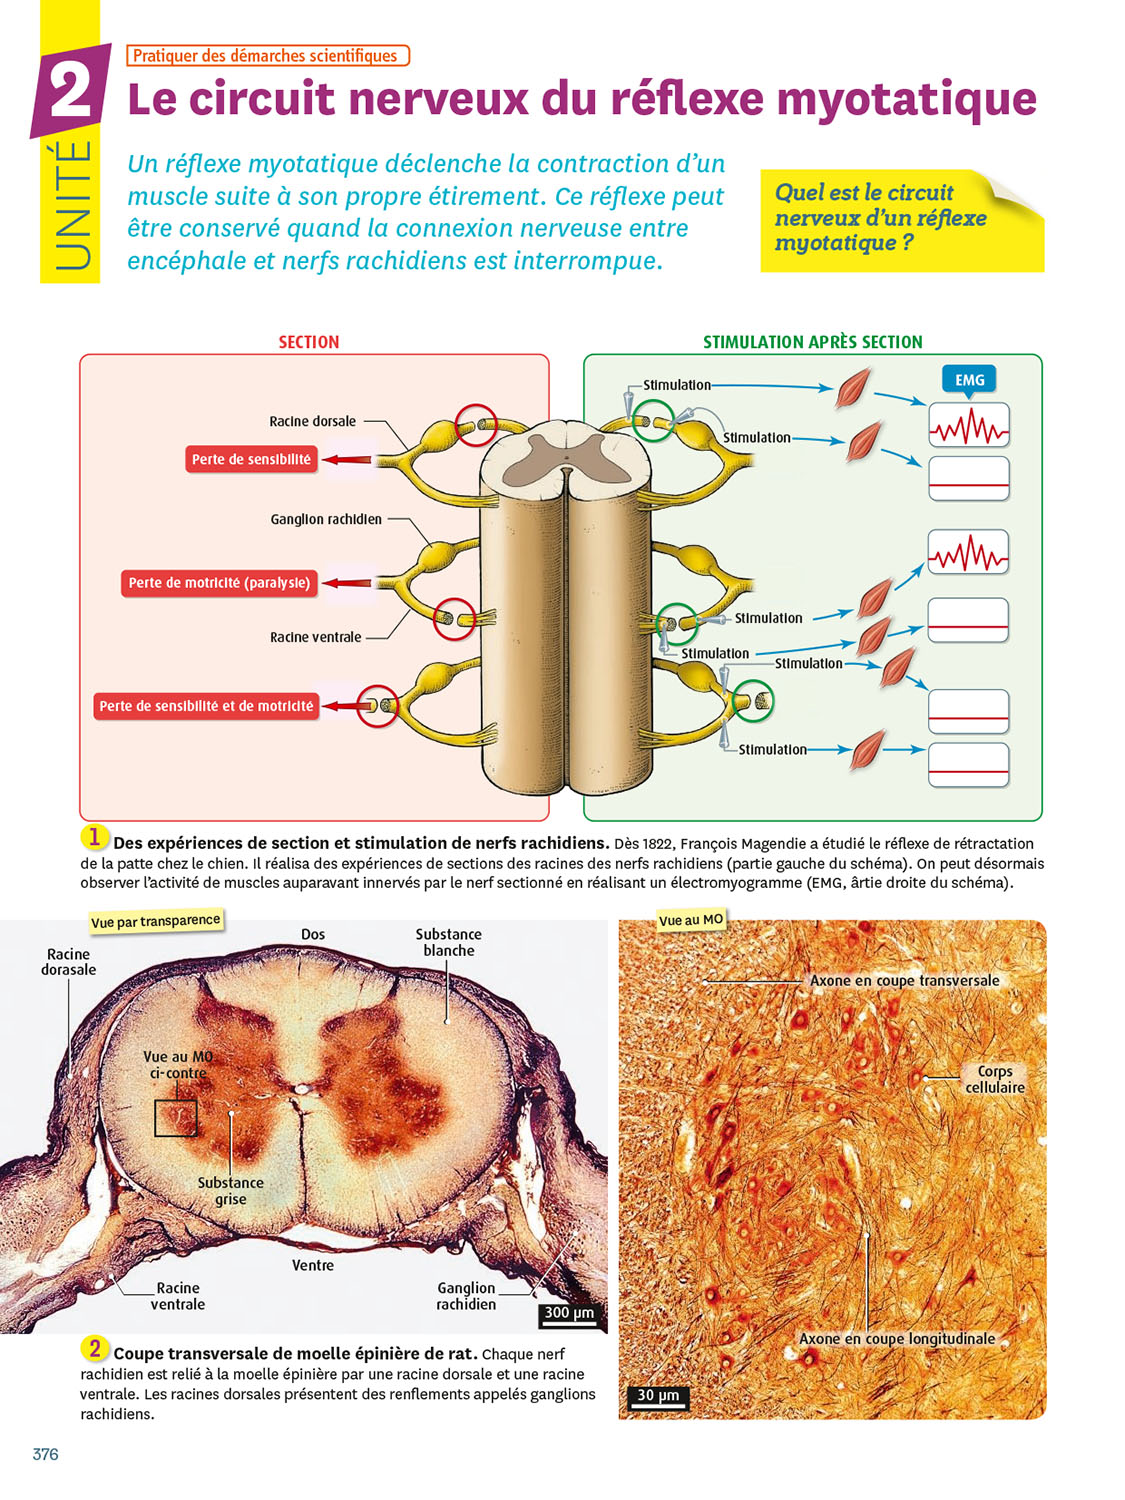 Pratiquer des démarches scientifiques
2
UNITÉ
Le circuit nerveux du réflexe myotatique
Un réflexe myotatique déclenche la contraction d'un
muscle suite à son propre étirement. Ce réflexe peut
être conservé quand la connexion nerveuse entre
encéphale et nerfs rachidiens est interrompue.
Quel est le circuit
nerveux d'un réflexe
myotatique ?
SECTION
Racine dorsale
Perte de sensibilité
Ganglion rachidien
Perte de motricité (paralysie)
Racine ventrale
Perte de sensibilité et de motricité
STIMULATION APRÈS SECTION
EMG
Stimulation
Stimulation
Stimulation
Stimulation
Stimulation
Stimulation
1 Des expériences de section et stimulation de nerfs rachidiens. Dès 1822, François Magendie a étudié le réflexe de rétractation
de la patte chez le chien. Il réalisa des expériences de sections des racines des nerfs rachidiens (partie gauche du schéma). On peut désormais
observer l'activité de muscles auparavant innervés par le nerf sectionné en réalisant un électromyogramme (EMG, ârtie droite du schéma).
Vue par transparence
Dos
Substance
blanche
Racine
dorasale
Vue au MO
ci-contre
Substance
grise
Ventre
Racine
ventrale
Ganglion
rachidien
300 µm
Vue au MO
Axone en coupe transversale
Corps
cellulaire
Axone en coupe longitudinale
30 µm
2 Coupe transversale de moelle épinière de rat. Chaque nerf
rachidien est relié à la moelle épinière par une racine dorsale et une racine
ventrale. Les racines dorsales présentent des renflements appelés ganglions
rachidiens.
376